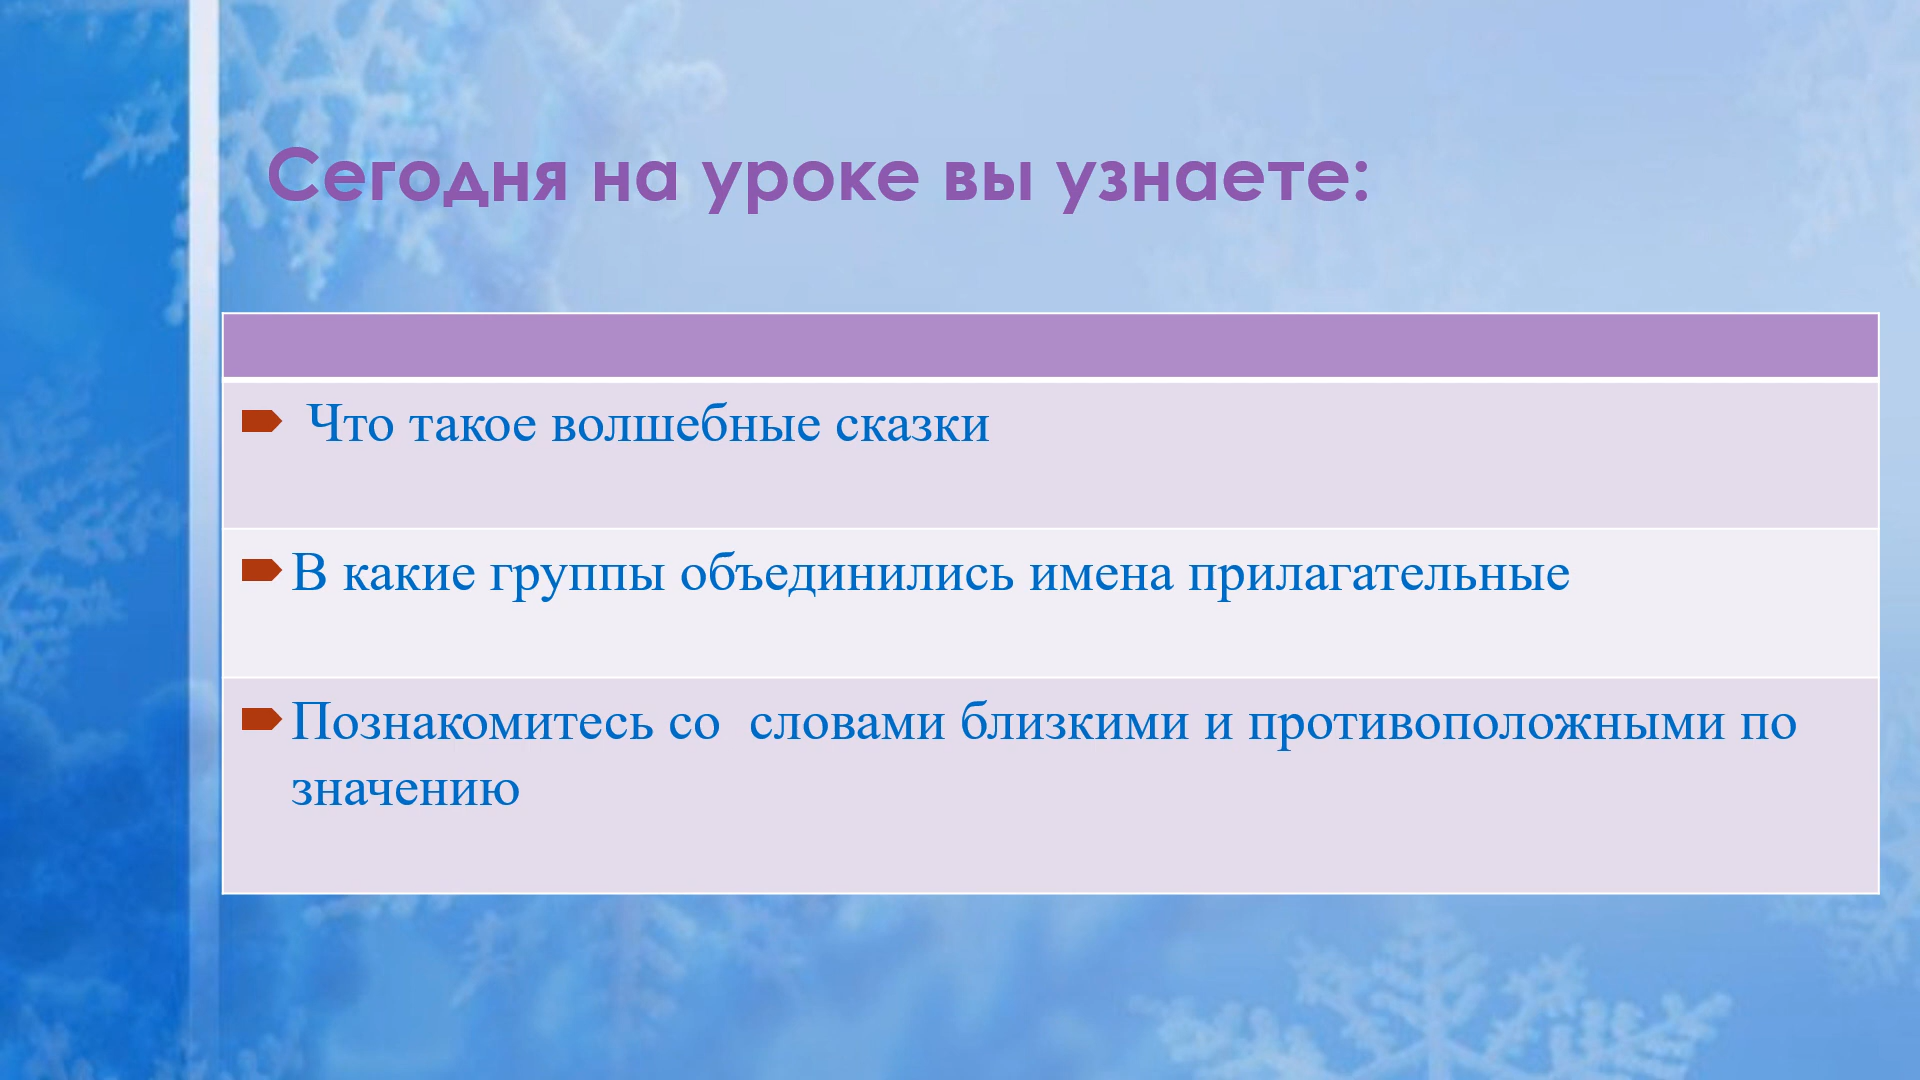 Сегодня на уроке вы узнаете:
Что такое волшебные сказки
В какие группы объединились имена прилагательные
Познакомитесь со  словами близкими и противоположными по
значению